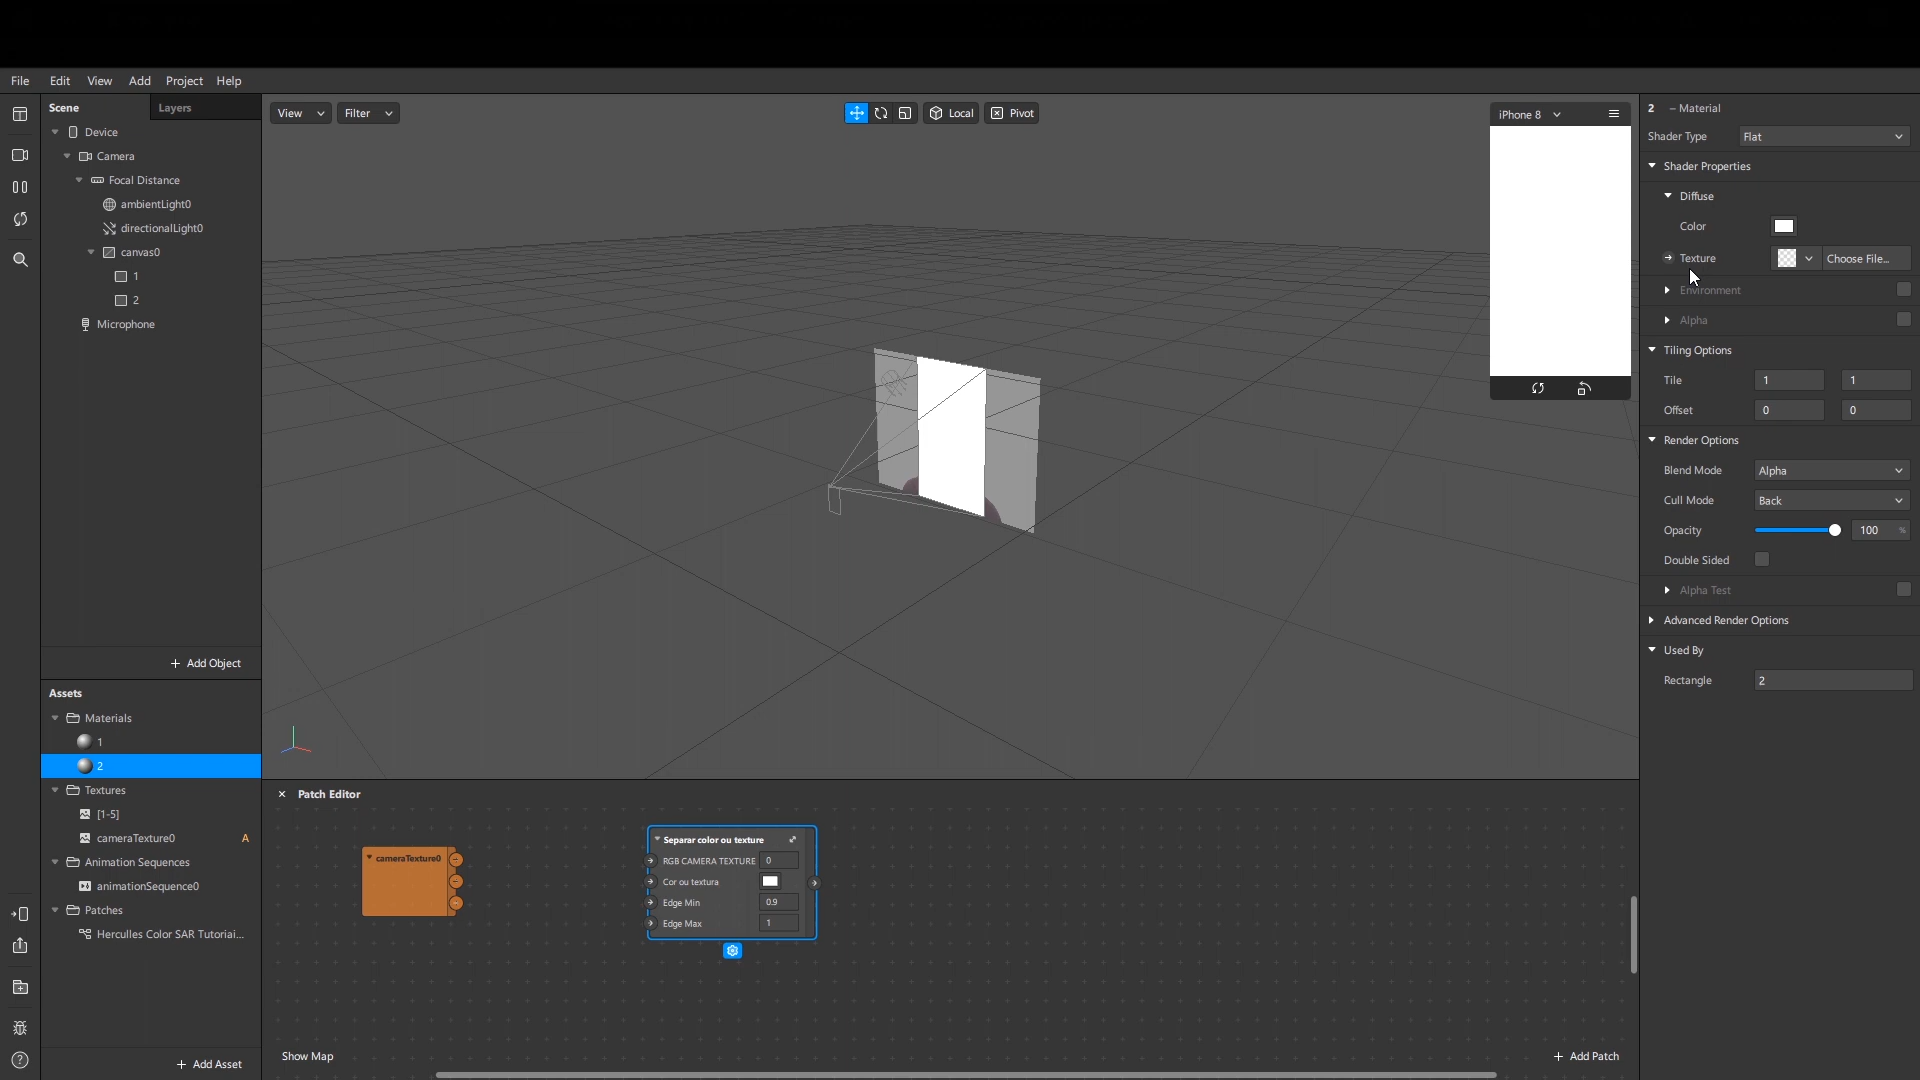 File Edit View Add Project Help
Scene Layers
Device
Camera
Focal Distance
ambientLight0
directionalLight0
canvas0
1
2
Microphone
+ Add Object
Assets
Materials
1
2
Textures
[1-5]
cameraTexture0 A
Animation Sequences
animationSequence0
Patches
Herculles Color SAR Tutoriai...
+ Add Asset
View Filter
Local Pivot
iPhone 8
× Patch Editor
cameraTexture0
Separar color ou texture
RGB CAMERA TEXTURE 0
Cor ou textura
Edge Min 0.9
Edge Max 1
Show Map
+ Add Patch
2 – Material
Shader Type Flat
Shader Properties
Diffuse
Color
Texture Choose File...
Environment
Alpha
Tiling Options
Tile 1 1
Offset 0 0
Render Options
Blend Mode Alpha
Cull Mode Back
Opacity 100 %
Double Sided
Alpha Test
Advanced Render Options
Used By
Rectangle 2